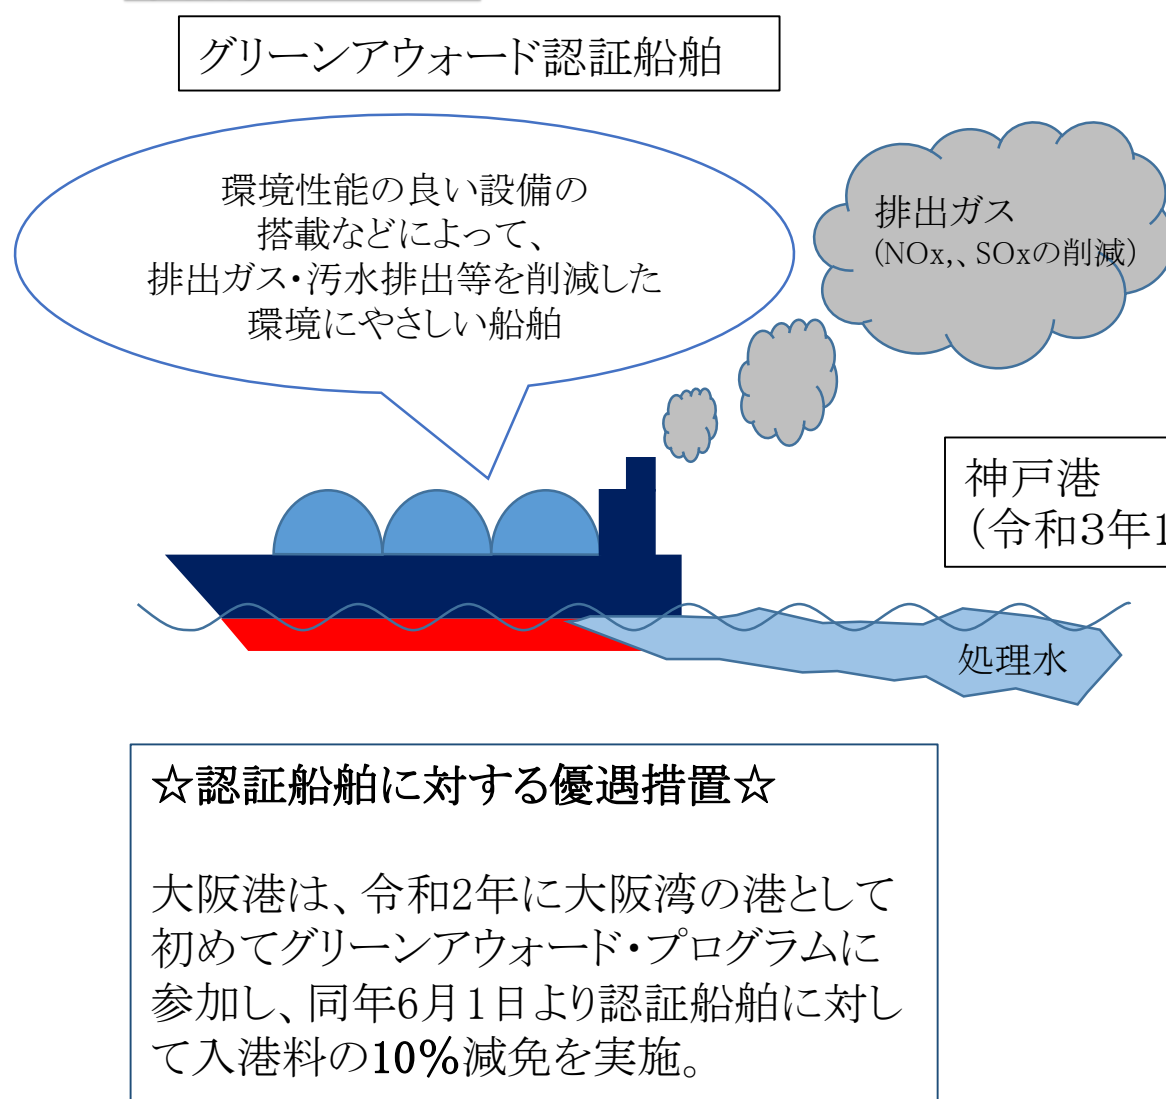 グリーンアウォード認証船舶
環境性能の良い設備の
搭載などによって、
排出ガス・汚水排出等を削減した
環境にやさしい船舶
排出ガス
(NOx,、SOxの削減)
神戸港
(令和3年1
処理水
☆認証船舶に対する優遇措置☆
大阪港は、令和2年に大阪湾の港として
初めてグリーンアウォード・プログラムに
参加し、同年6月1日より認証船舶に対し
て入港料の10%減免を実施。